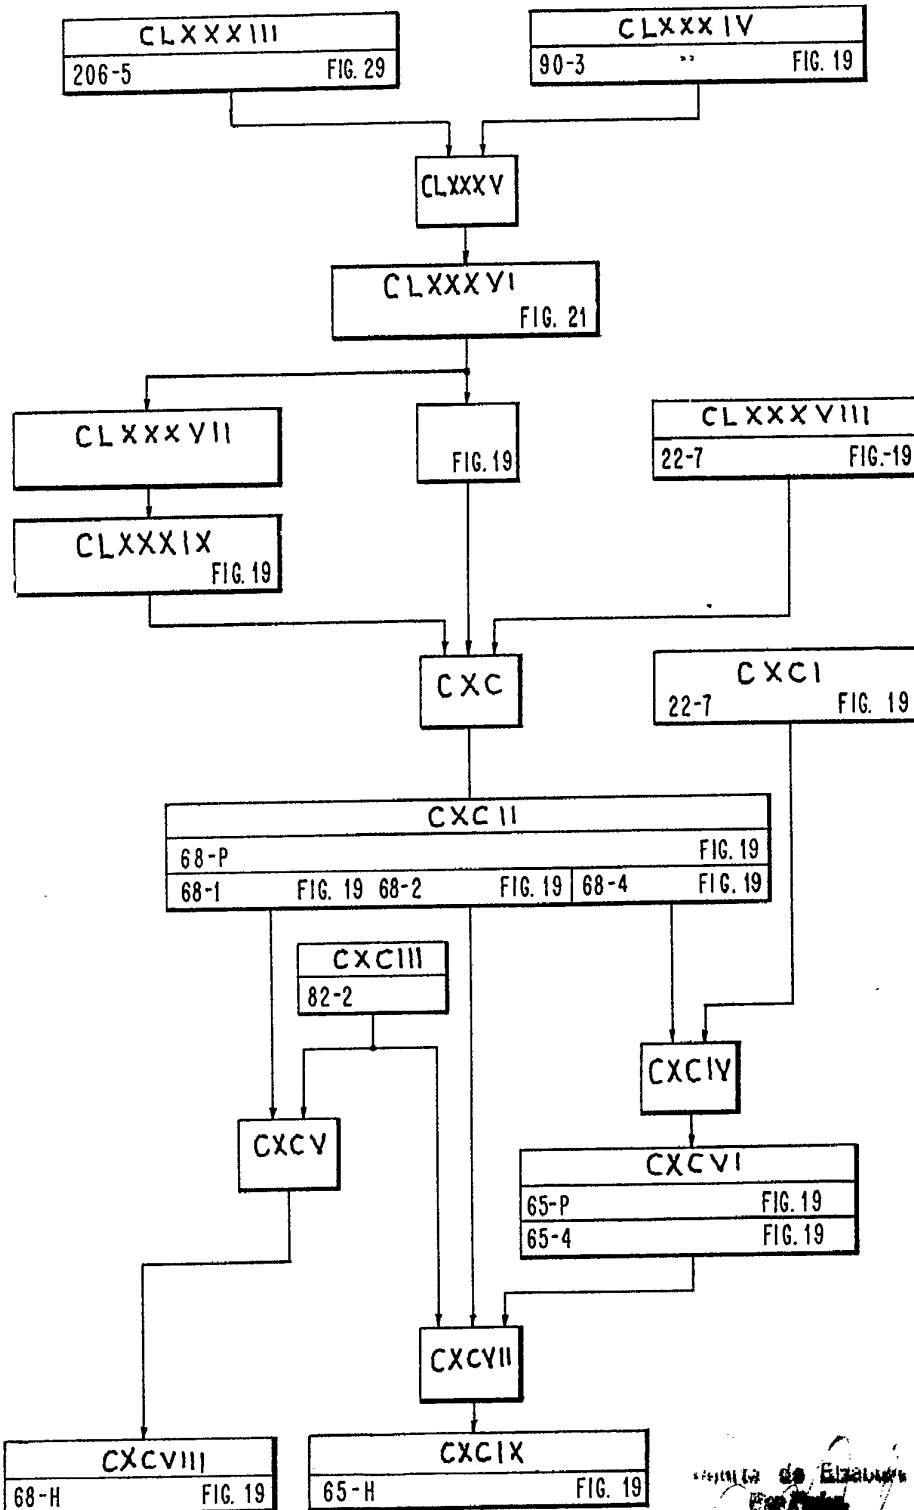 CLXXXIII
206-5 FIG. 29
CLXXXIV
90-3 " FIG. 19
CLXXXV
CLXXXVI
FIG. 21
CLXXXVII
FIG. 19
CLXXXVIII
22-7 FIG.-19
CLXXXIX
FIG. 19
CXC
CXCI
22-7 FIG. 19
CXCII
68-P FIG. 19
68-1 FIG. 19 68-2 FIG. 19 68-4 FIG. 19
CXCIII
82-2
CXCIV
CXCV
CXCVI
65-P FIG. 19
65-4 FIG. 19
CXCVII
CXCVIII
68-H FIG. 19
CXCIX
65-H FIG. 19
de Elzaburu